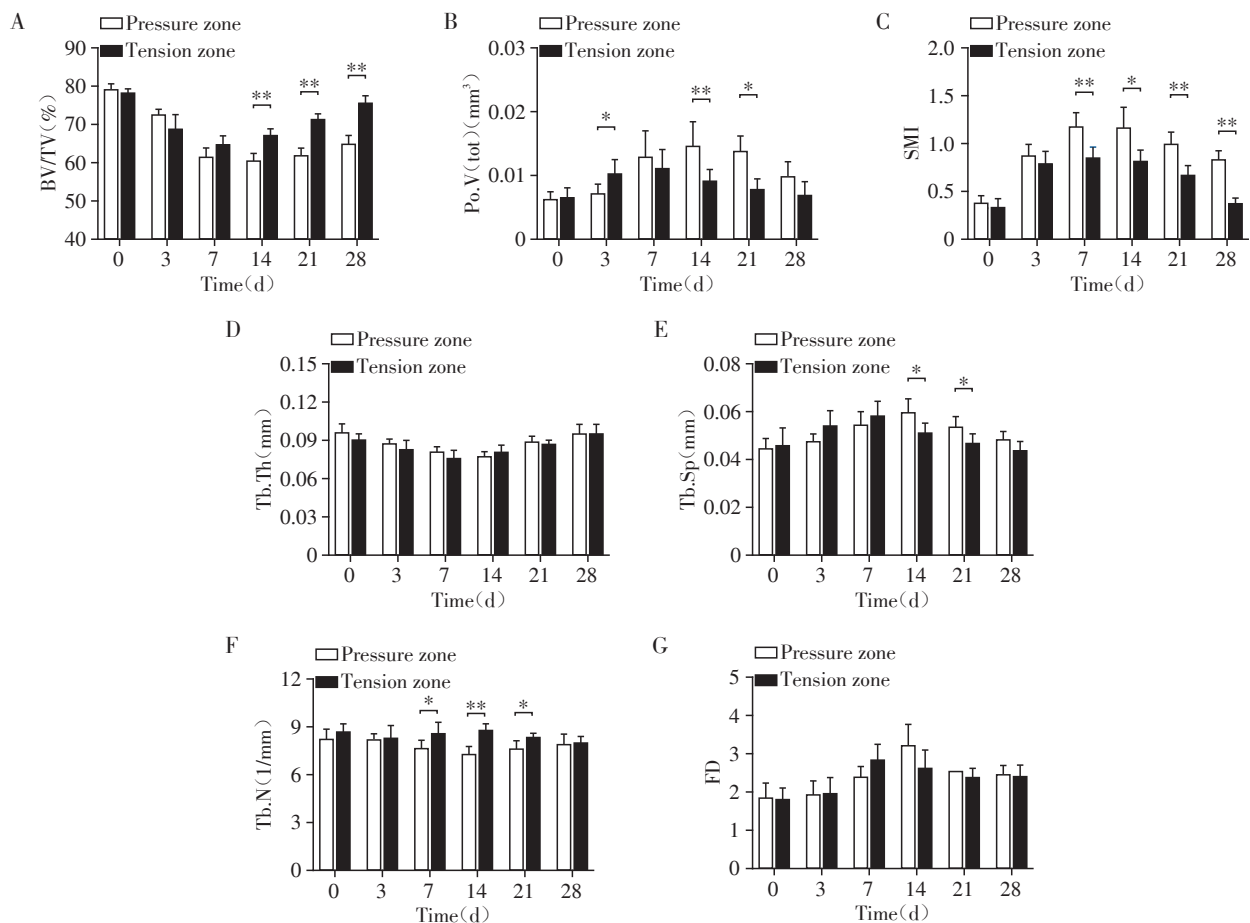 A
Pressure zone
Tension zone
90
80
70
60
50
40
BV/TV(%)
** ** **
0 3 7 14 21 28
Time(d)
B
Pressure zone
Tension zone
0.03
0.02
0.01
0
Po.V(tot)(mm³)
* ** *
0 3 7 14 21 28
Time(d)
C
Pressure zone
Tension zone
2.0
1.5
1.0
0.5
0
SMI
** * ** **
0 3 7 14 21 28
Time(d)
D
Pressure zone
Tension zone
0.15
0.12
0.09
0.06
0.03
0
Tb.Th(mm)
0 3 7 14 21 28
Time(d)
E
Pressure zone
Tension zone
0.08
0.06
0.04
0.02
0
Tb.Sp(mm)
* *
0 3 7 14 21 28
Time(d)
F
Pressure zone
Tension zone
12
9
6
3
0
Tb.N(1/mm)
* ** *
0 3 7 14 21 28
Time(d)
G
Pressure zone
Tension zone
5
4
3
2
1
0
FD
0 3 7 14 21 28
Time(d)